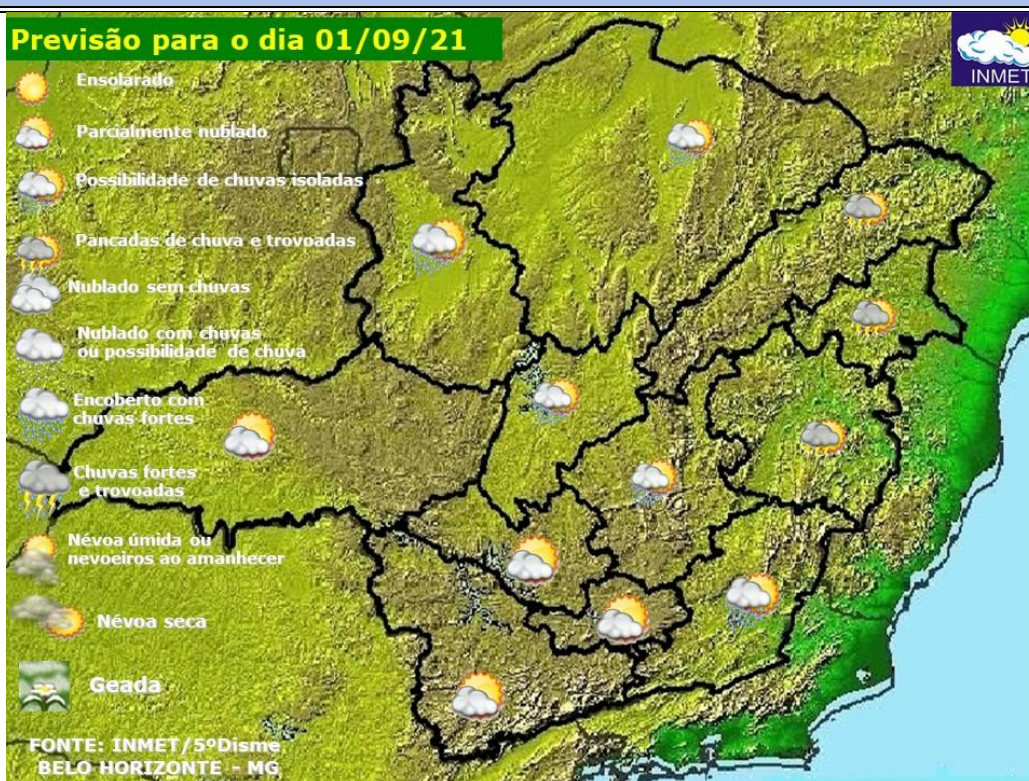 Previsão para o dia 01/09/21
INMET
Ensolarado
Parcialmente nublado
Possibilidade de chuvas isoladas
Pancadas de chuva e trovoadas
Nublado sem chuvas
Nublado com chuvas
ou possibilidade de chuva
Encoberto com
chuvas fortes
Chuvas fortes
e trovoadas
Névoa úmida ou
nevoeiros ao amanhecer
Névoa seca
Geada
FONTE: INMET/5ºDisme
BELO HORIZONTE - MG